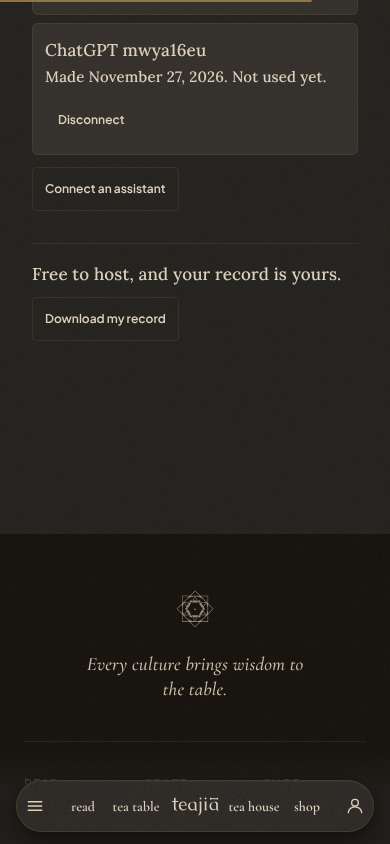 ChatGPT mwya16eu
Made November 27, 2026. Not used yet.
Disconnect
Connect an assistant
Free to host, and your record is yours.
Download my record
Every culture brings wisdom to
the table.
read tea table teajiā tea house shop